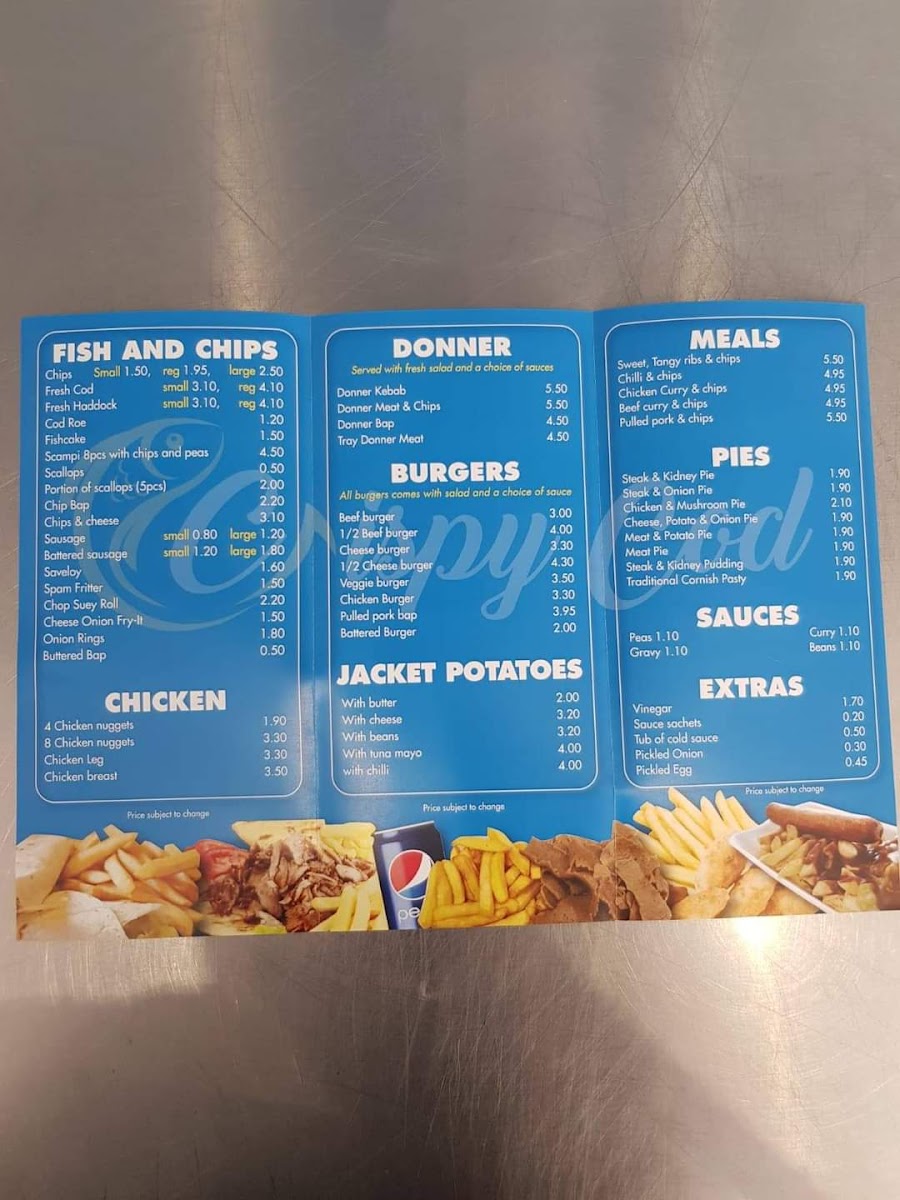 FISH AND CHIPS
Chips Small 1.50, reg 1.95, large 2.50
Fresh Cod small 3.10, reg 4.10
Fresh Haddock small 3.10, reg 4.10
Cod Roe 1.20
Fishcake 1.50
Scampi 8pcs with chips and peas 4.50
Scallops 0.50
Portion of scallops (5pcs) 2.00
Chip Bap 2.20
Chips & cheese 3.10
Sausage small 0.80 large 1.20
Battered sausage small 1.20 large 1.80
Saveloy 1.60
Spam Fritter 1.50
Chop Suey Roll 2.20
Cheese Onion Fry-It 1.50
Onion Rings 1.80
Buttered Bap 0.50
CHICKEN
4 Chicken nuggets 1.90
8 Chicken nuggets 3.30
Chicken Leg 3.30
Chicken breast 3.50
Price subject to change
DONNER
Served with fresh salad and a choice of sauces
Donner Kebab 5.50
Donner Meat & Chips 5.50
Donner Bap 4.50
Tray Donner Meat 4.50
BURGERS
All burgers comes with salad and a choice of sauce
Beef burger 3.00
1/2 Beef burger 4.00
Cheese burger 3.30
1/2 Cheese burger 4.30
Veggie burger 3.50
Chicken Burger 3.30
Pulled pork bap 3.95
Battered Burger 2.00
JACKET POTATOES
With butter 2.00
With cheese 3.20
With beans 3.20
With tuna mayo 4.00
with chilli 4.00
Price subject to change
MEALS
Sweet, Tangy ribs & chips 5.50
Chilli & chips 4.95
Chicken Curry & chips 4.95
Beef curry & chips 4.95
Pulled pork & chips 5.50
PIES
Steak & Kidney Pie 1.90
Steak & Onion Pie 1.90
Chicken & Mushroom Pie 2.10
Cheese, Potato & Onion Pie 1.90
Meat & Potato Pie 1.90
Meat Pie 1.90
Steak & Kidney Pudding 1.90
Traditional Cornish Pasty 1.90
SAUCES
Peas 1.10 Curry 1.10
Gravy 1.10 Beans 1.10
EXTRAS
Vinegar 1.70
Sauce sachets 0.20
Tub of cold sauce 0.50
Pickled Onion 0.30
Pickled Egg 0.45
Price subject to change
Crispy Cod
pe